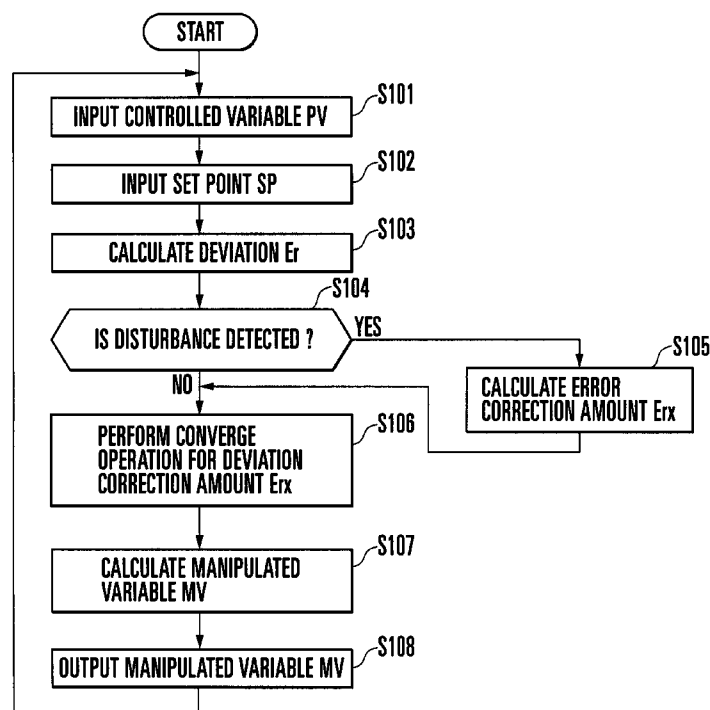 START
S101
INPUT CONTROLLED VARIABLE PV
S102
INPUT SET POINT SP
S103
CALCULATE DEVIATION Er
S104
IS DISTURBANCE DETECTED ?
YES
NO
S105
CALCULATE ERROR
CORRECTION AMOUNT Erx
S106
PERFORM CONVERGE
OPERATION FOR DEVIATION
CORRECTION AMOUNT Erx
S107
CALCULATE MANIPULATED
VARIABLE MV
S108
OUTPUT MANIPULATED VARIABLE MV